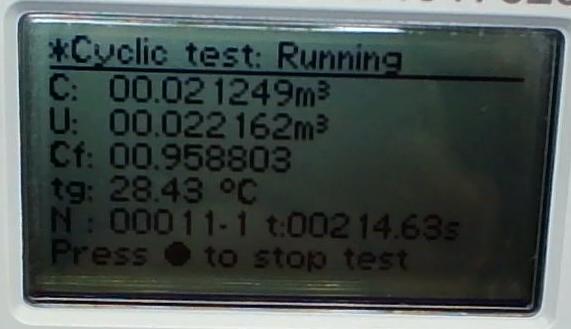 *Cyclic test: Running
C: 00.021249m³
U: 00.022162m³
Cf: 00.958803
tg: 28.43 °C
N : 00011-1 t:00214.63s
Press ● to stop test